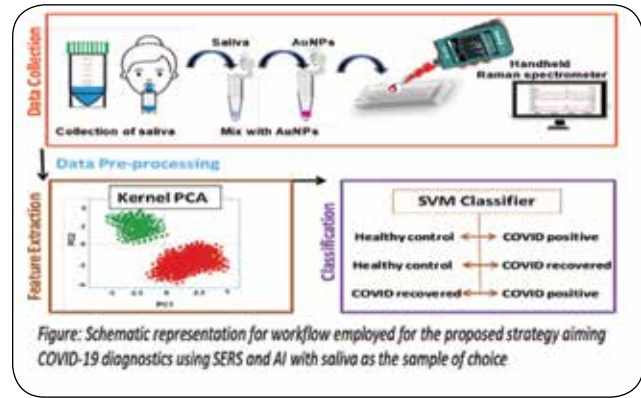 Data Collection
Saliva
AuNPs
Handheld
Raman spectrometer
Collection of saliva
Mix with AuNPs
Data Pre-processing
Feature Extraction
Kernel PCA
PC1
Classification
SVM Classifier
Healthy control COVID positive
Healthy control COVID recovered
COVID recovered COVID positive
Figure: Schematic representation for workflow employed for the proposed strategy aiming
COVID-19 diagnostics using SERS and AI with saliva as the sample of choice